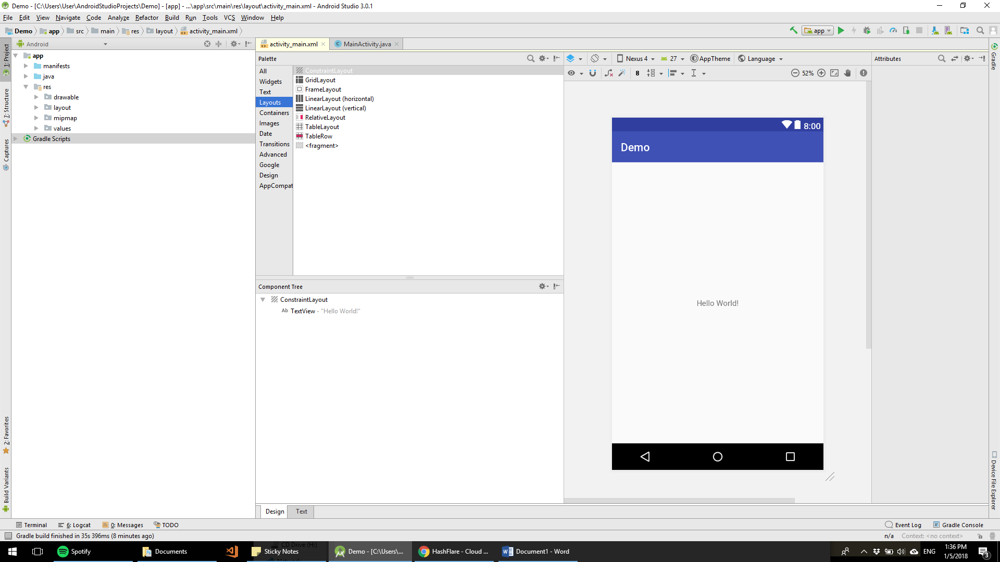 Demo - [C:\Users\User\AndroidStudioProjects\Demo] - [app] - ...\app\src\main\res\layout\activity_main.xml - Android Studio 3.0.1
File Edit View Navigate Code Analyze Refactor Build Run Tools VCS Window Help
Demo app src main res layout activity_main.xml
app
1: Project
7: Structure
Captures
2: Favorites
Build Variants
Android
app
manifests
java
res
drawable
layout
mipmap
values
Gradle Scripts
activity_main.xml
MainActivity.java
Palette
All
Widgets
Text
Layouts
Containers
Images
Date
Transitions
Advanced
Google
Design
AppCompat
ConstraintLayout
GridLayout
FrameLayout
LinearLayout (horizontal)
LinearLayout (vertical)
RelativeLayout
TableLayout
TableRow
<fragment>
Component Tree
ConstraintLayout
Ab TextView - "Hello World!"
Nexus 4 27 AppTheme Language
8 52%
8:00
Demo
Hello World!
Attributes
Gradle
Device File Explorer
Design Text
Terminal 6: Logcat 0: Messages TODO
Event Log Gradle Console
Gradle build finished in 35s 396ms (8 minutes ago)
n/a Context: <no context>
Spotify
Documents
CD Drive (H:)
Sticky Notes
Demo - [C:\Users\...
HashFlare - Cloud ...
Document1 - Word
ENG
1:36 PM
1/5/2018
3